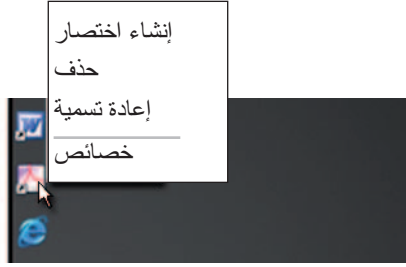 إنشاء اختصار
حذف
إعادة تسمية
خصائص